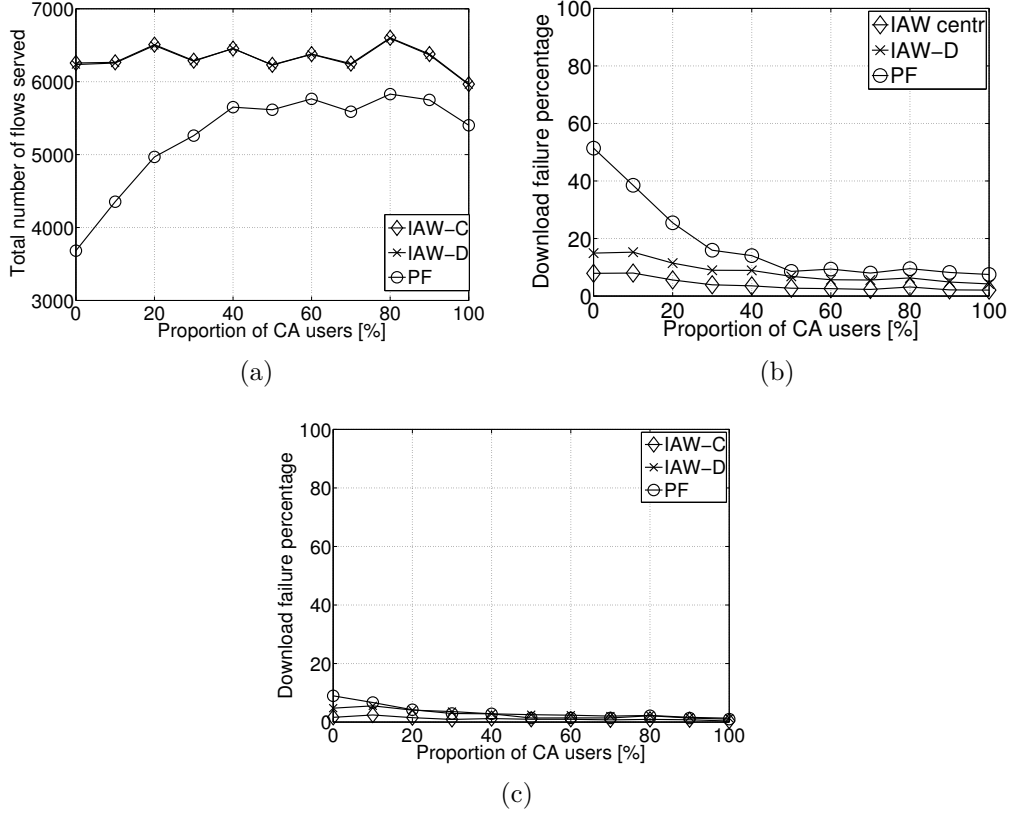 7000
6000
5000
4000
3000
Total number of flows served
IAW-C
IAW-D
PF
0 20 40 60 80 100
Proportion of CA users [%]
(a)
100
80
60
40
20
0
Download failure percentage
IAW centr
IAW-D
PF
0 20 40 60 80 100
Proportion of CA users [%]
(b)
100
80
60
40
20
0
Download failure percentage
IAW-C
IAW-D
PF
0 20 40 60 80 100
Proportion of CA users [%]
(c)